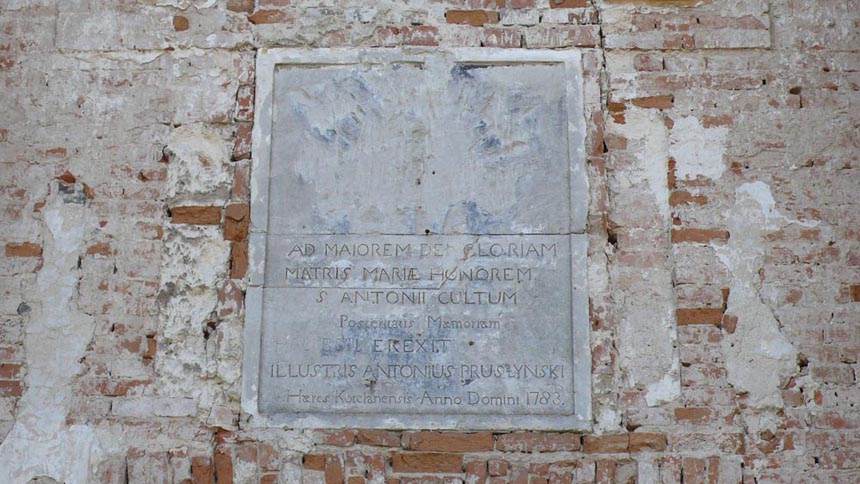 AD MAIOREM DEI GLORIAM
MATRIS MARIÆ HONOREM
S ANTONII CULTUM
Posteritatis Memoriam
EREXIT
ILLUSTRIS ANTONIUS PRUSZYNSKI
Hæres Korclanensis Anno Domini 1783.